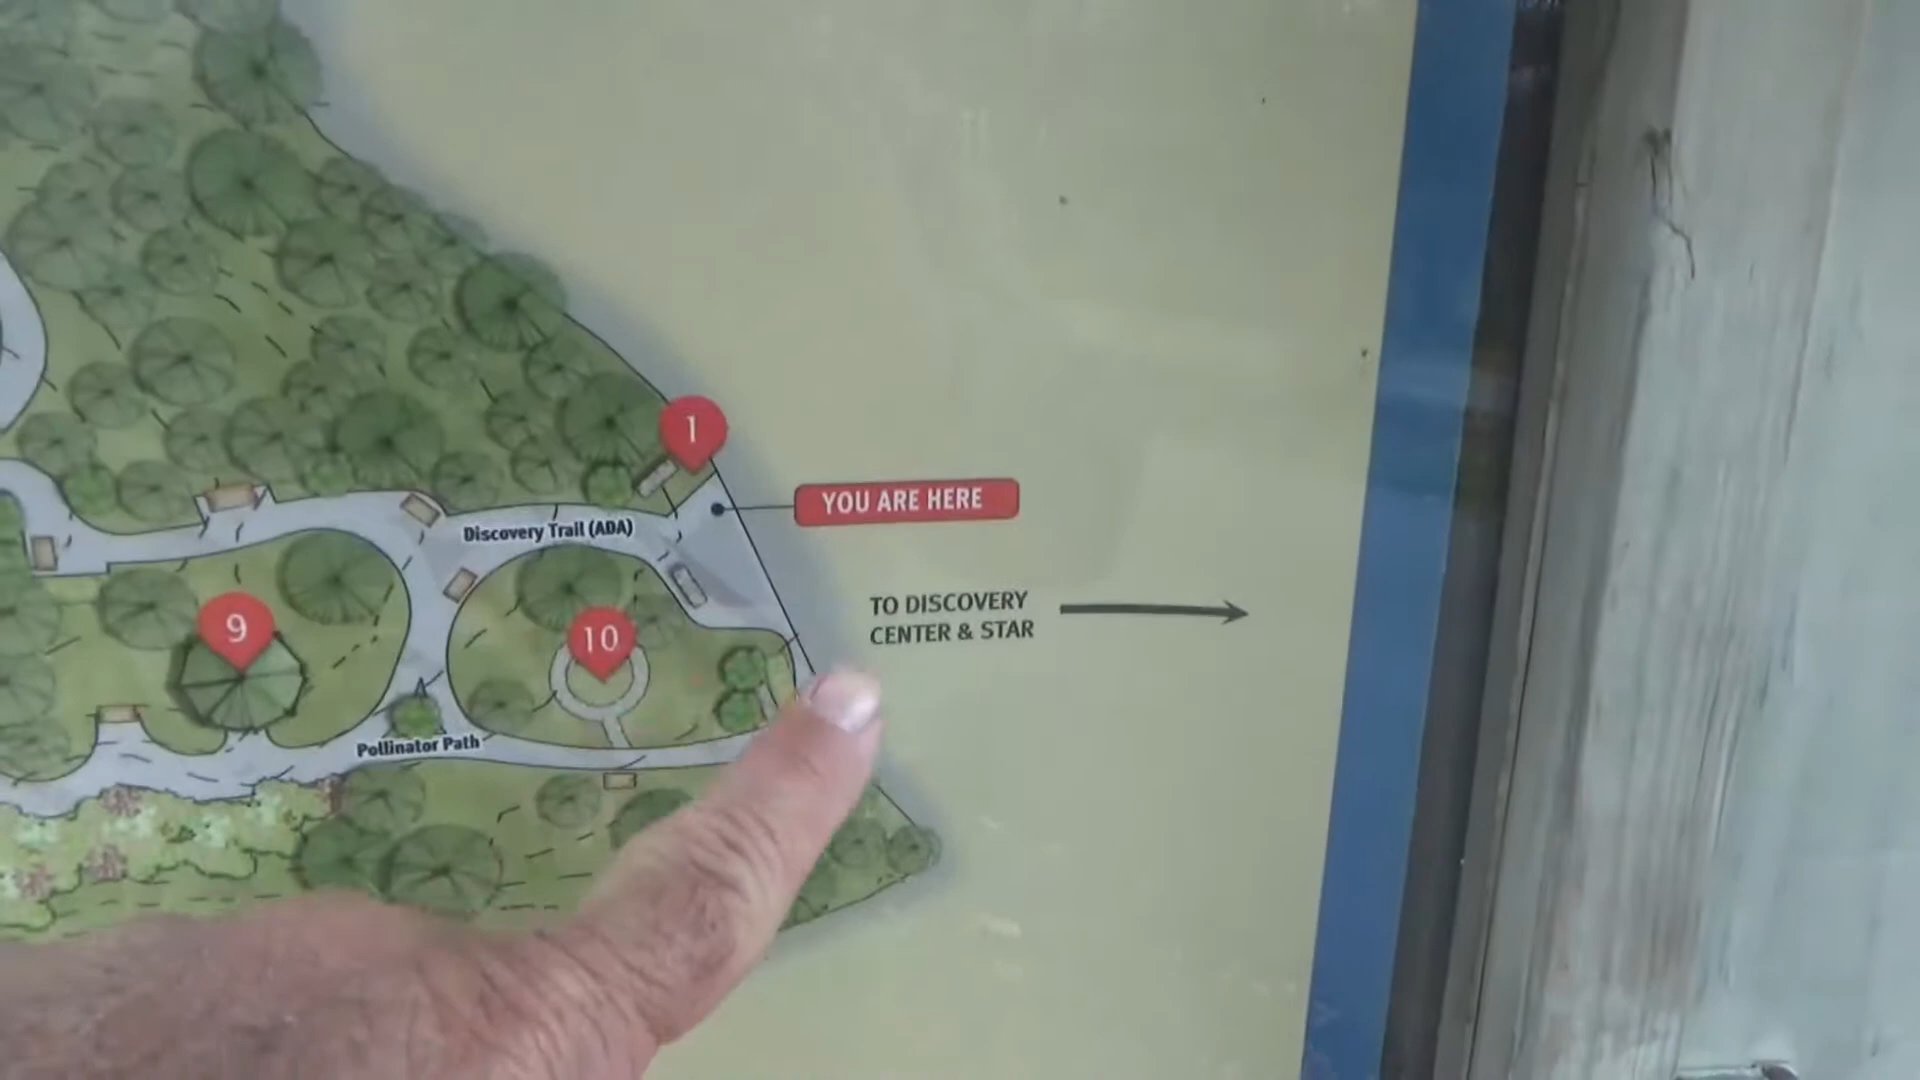 1
YOU ARE HERE
Discovery Trail (ADA)
TO DISCOVERY
CENTER & STAR
9
10
Pollinator Path